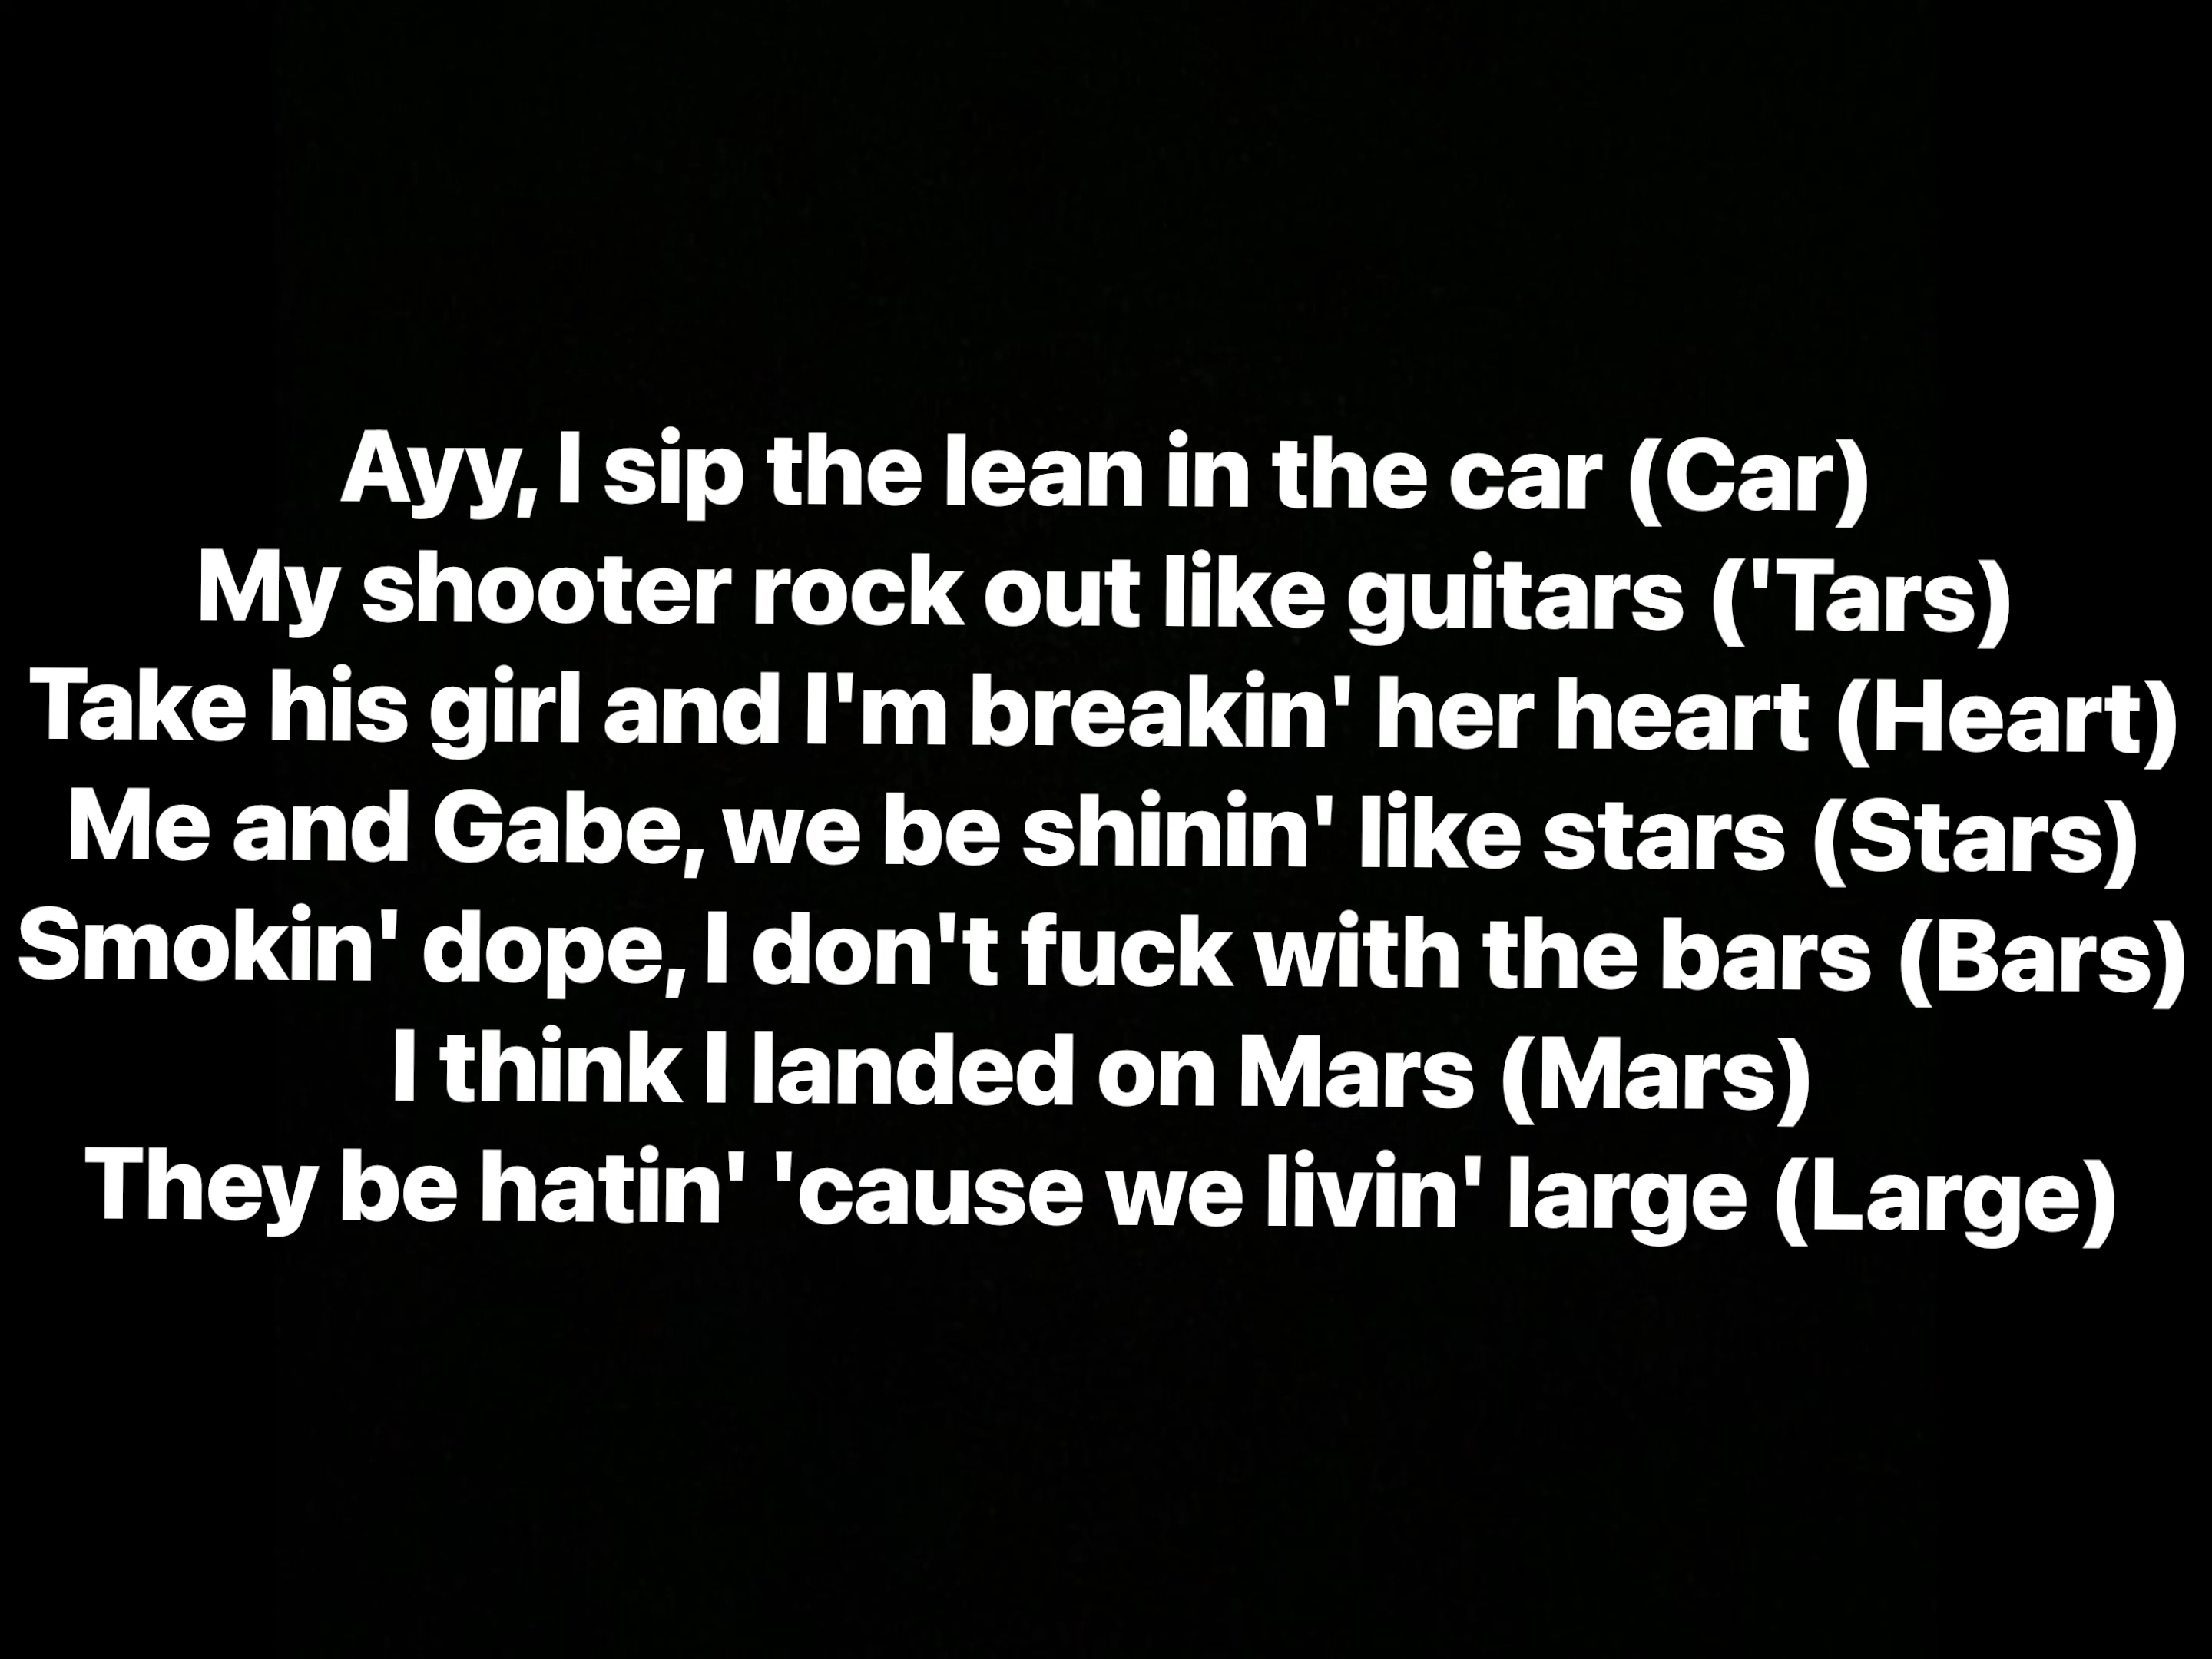 Ayy, I sip the lean in the car (Car)
My shooter rock out like guitars ('Tars)
Take his girl and I'm breakin' her heart (Heart)
Me and Gabe, we be shinin' like stars (Stars)
Smokin' dope, I don't fuck with the bars (Bars)
I think I landed on Mars (Mars)
They be hatin' 'cause we livin' large (Large)